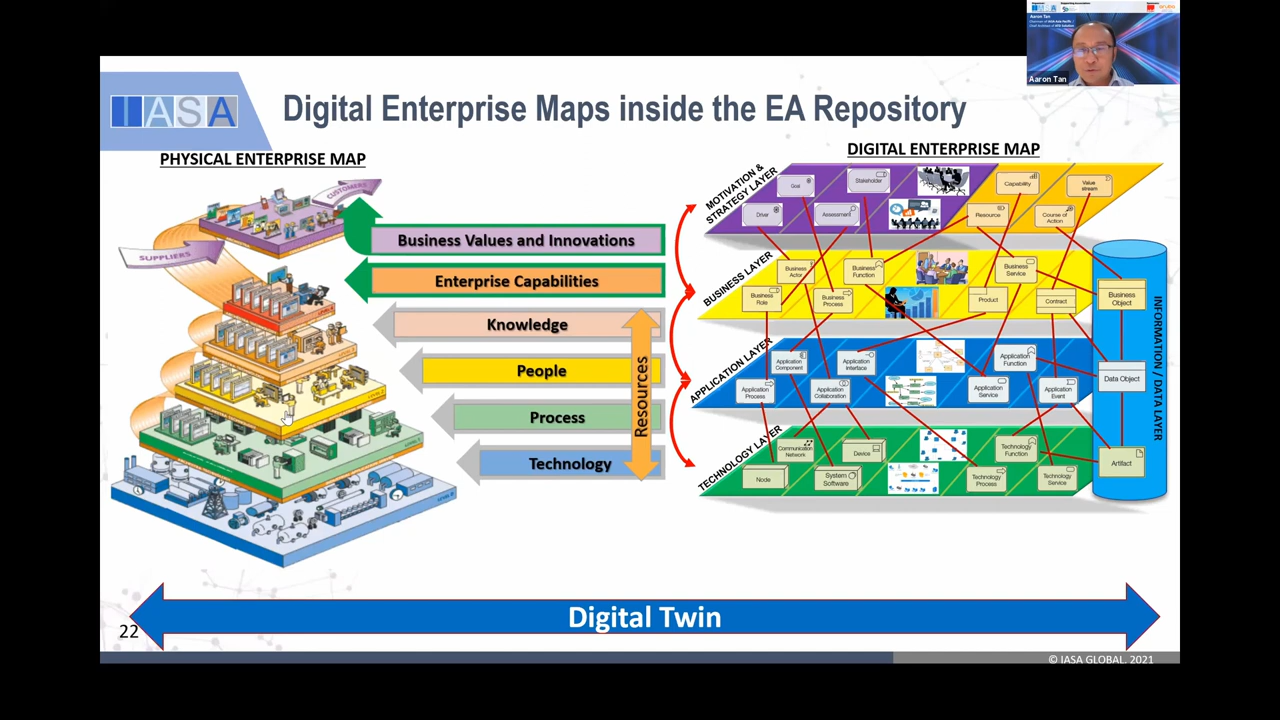 Aaron Tan
Aaron Tan
IASA
Digital Enterprise Maps inside the EA Repository
PHYSICAL ENTERPRISE MAP
DIGITAL ENTERPRISE MAP
CUSTOMERS
SUPPLIERS
Business Values and Innovations
Enterprise Capabilities
Knowledge
People
Process
Technology
Resources
MOTIVATION &
STRATEGY LAYER
Goal
Stakeholder
Driver
Assessment
Capability
Value
stream
Resource
Course of
Action
BUSINESS LAYER
Business
Actor
Business
Function
Business
Service
Business
Role
Business
Process
Product
Contract
APPLICATION LAYER
Application
Component
Application
Interface
Application
Function
Application
Process
Application
Collaboration
Application
Service
Application
Event
TECHNOLOGY LAYER
Communication
Network
Device
Technology
Function
Node
System
Software
Technology
Process
Technology
Service
Business
Object
Data Object
Artifact
INFORMATION / DATA LAYER
Digital Twin
22
© IASA GLOBAL. 2021